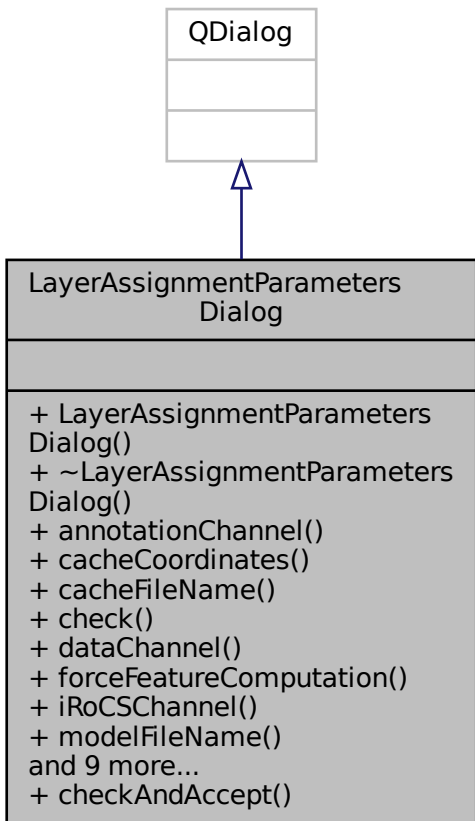 QDialog
LayerAssignmentParameters
Dialog
+ LayerAssignmentParameters
Dialog()
+ ~LayerAssignmentParameters
Dialog()
+ annotationChannel()
+ cacheCoordinates()
+ cacheFileName()
+ check()
+ dataChannel()
+ forceFeatureComputation()
+ iRoCSChannel()
+ modelFileName()
and 9 more...
+ checkAndAccept()